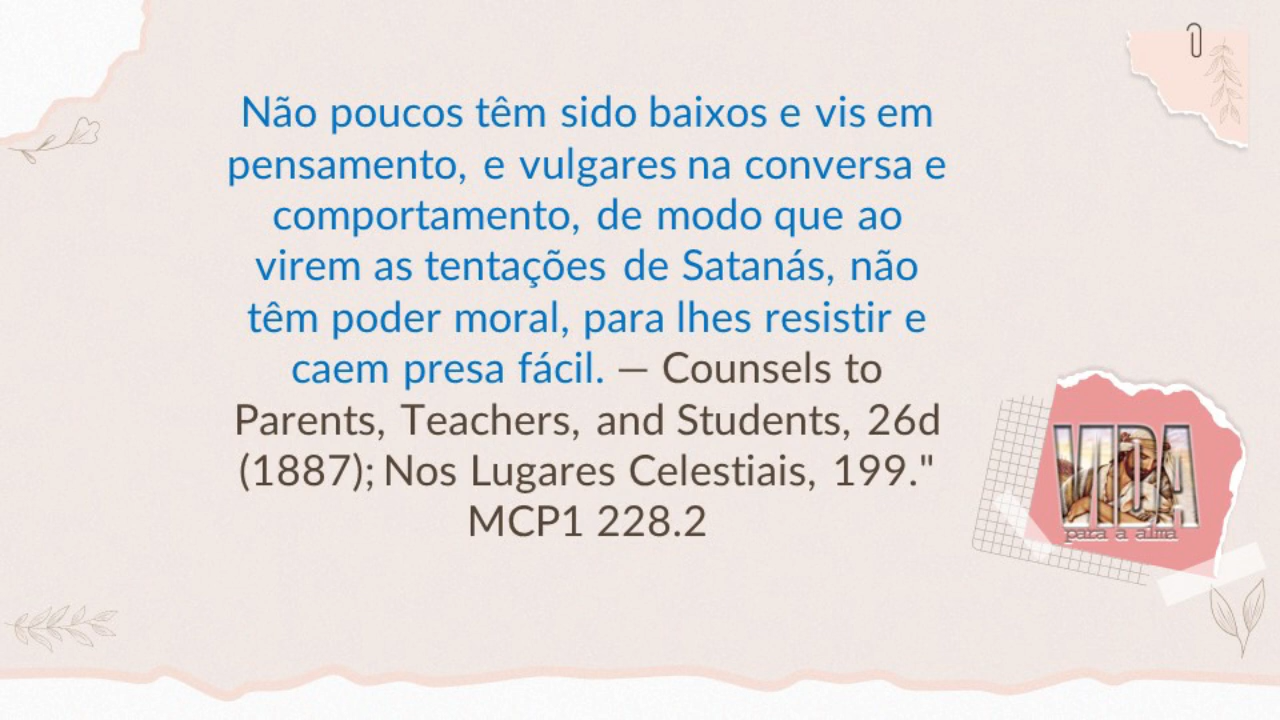 Não poucos têm sido baixos e vis em
pensamento, e vulgares na conversa e
comportamento, de modo que ao
virem as tentações de Satanás, não
têm poder moral, para lhes resistir e
caem presa fácil. — Counsels to
Parents, Teachers, and Students, 26d
(1887); Nos Lugares Celestiais, 199."
MCP1 228.2
VIDA
para a alma